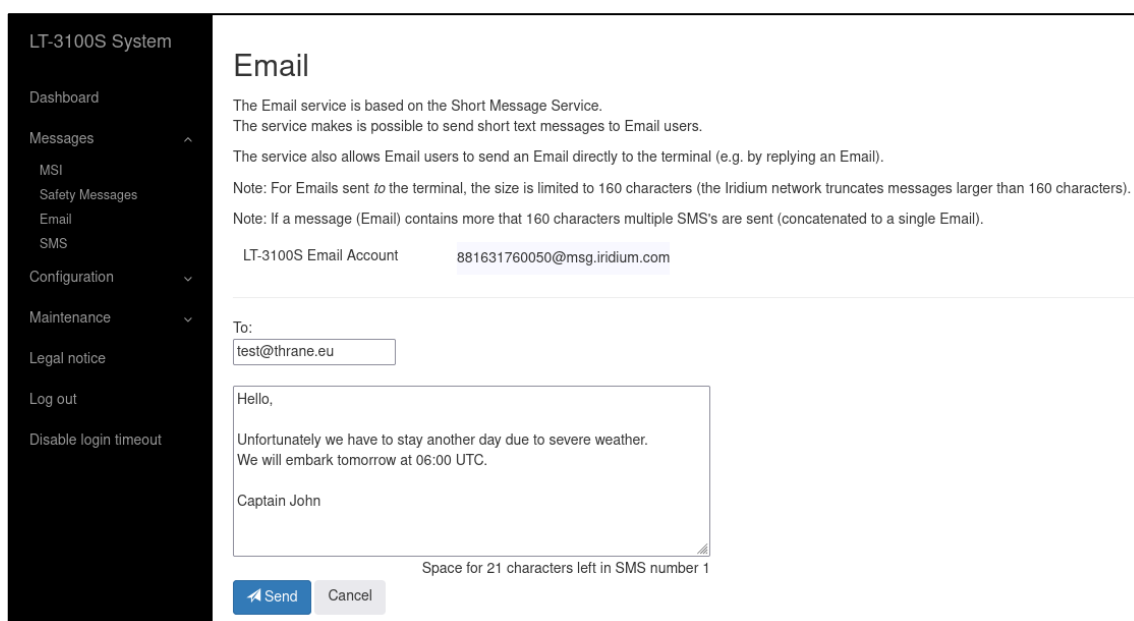 LT-3100S System
Dashboard
Messages
MSI
Safety Messages
Email
SMS
Configuration
Maintenance
Legal notice
Log out
Disable login timeout
Email
The Email service is based on the Short Message Service.
The service makes is possible to send short text messages to Email users.
The service also allows Email users to send an Email directly to the terminal (e.g. by replying an Email).
Note: For Emails sent to the terminal, the size is limited to 160 characters (the Iridium network truncates messages larger than 160 characters).
Note: If a message (Email) contains more that 160 characters multiple SMS's are sent (concatenated to a single Email).
LT-3100S Email Account 881631760050@msg.iridium.com
To:
test@thrane.eu
Hello,
Unfortunately we have to stay another day due to severe weather.
We will embark tomorrow at 06:00 UTC.
Captain John
Space for 21 characters left in SMS number 1
Send Cancel